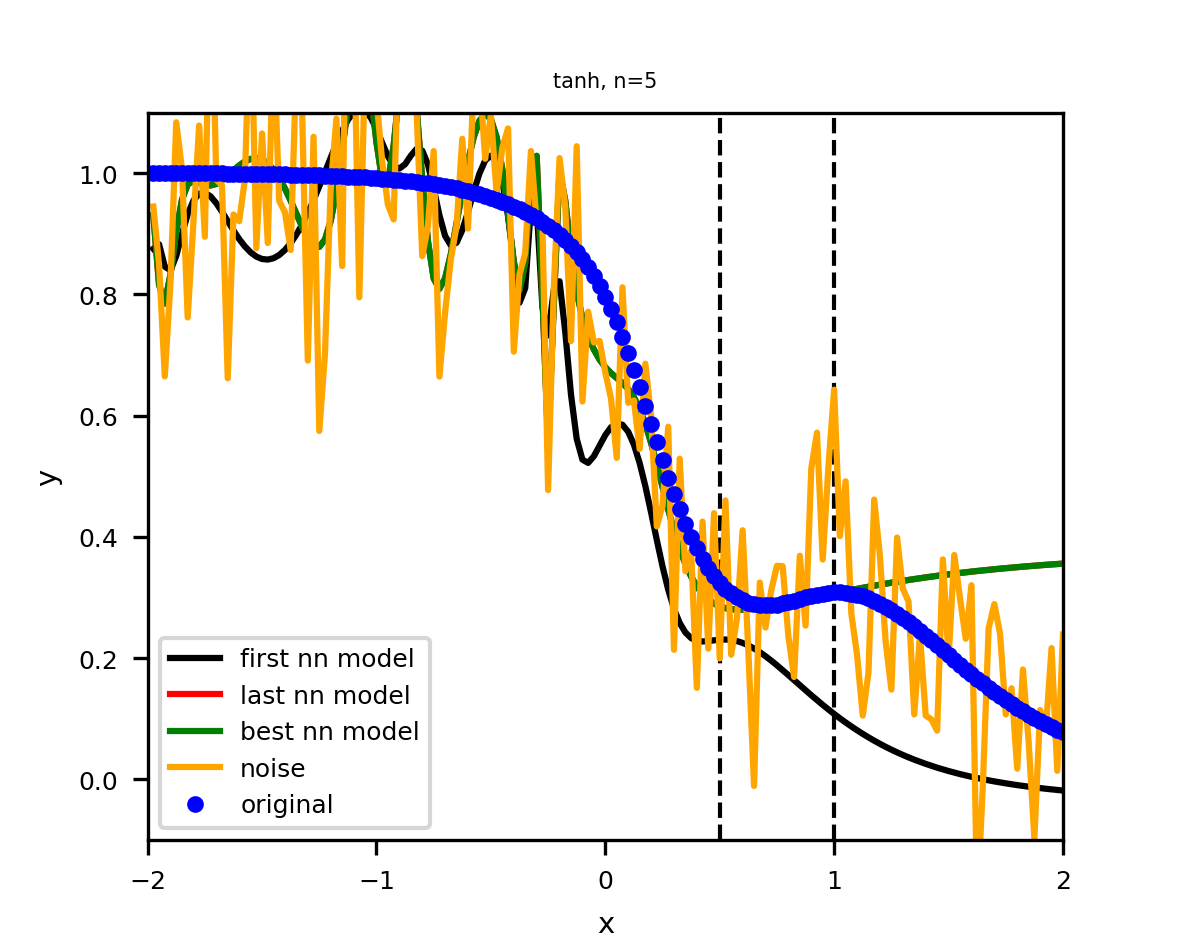 tanh, n=5
y
1.0
0.8
0.6
0.4
0.2
0.0
first nn model
last nn model
best nn model
noise
original
−2
−1
0
1
2
x